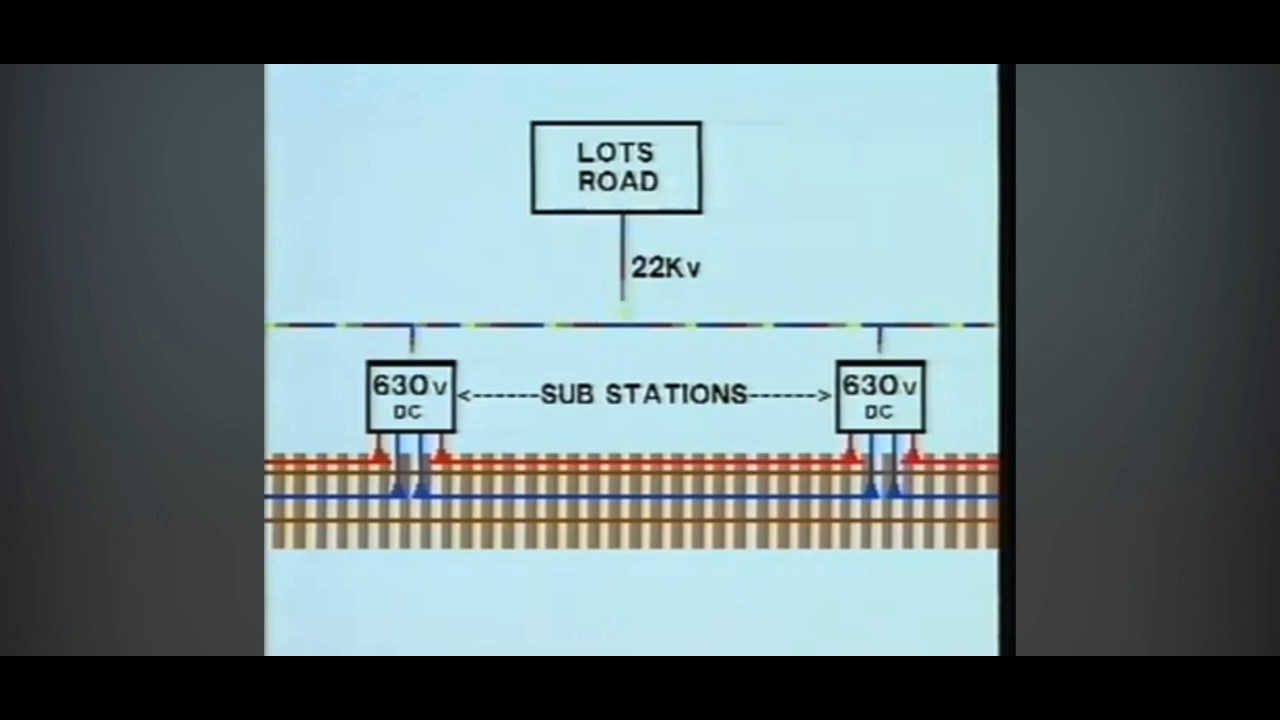 LOTS
ROAD
22Kv
630v <------SUB STATIONS------> 630v
DC DC